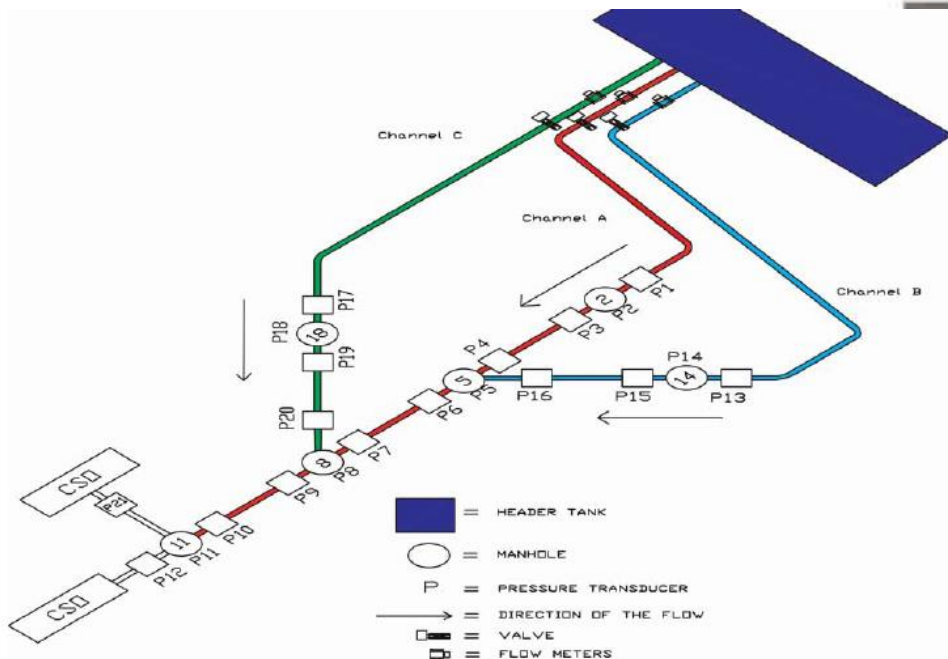 Channel C
Channel A
Channel B
P17
P18
18
P19
P20
P1
2
P2
P3
P4
5
P5
P6
P14
14
P16
P15
P13
P7
8
P8
P9
P10
CSO
P21
11
P11
P12
CSO
= HEADER TANK
= MANHOLE
P = PRESSURE TRANSDUCER
= DIRECTION OF THE FLOW
= VALVE
= FLOW METERS